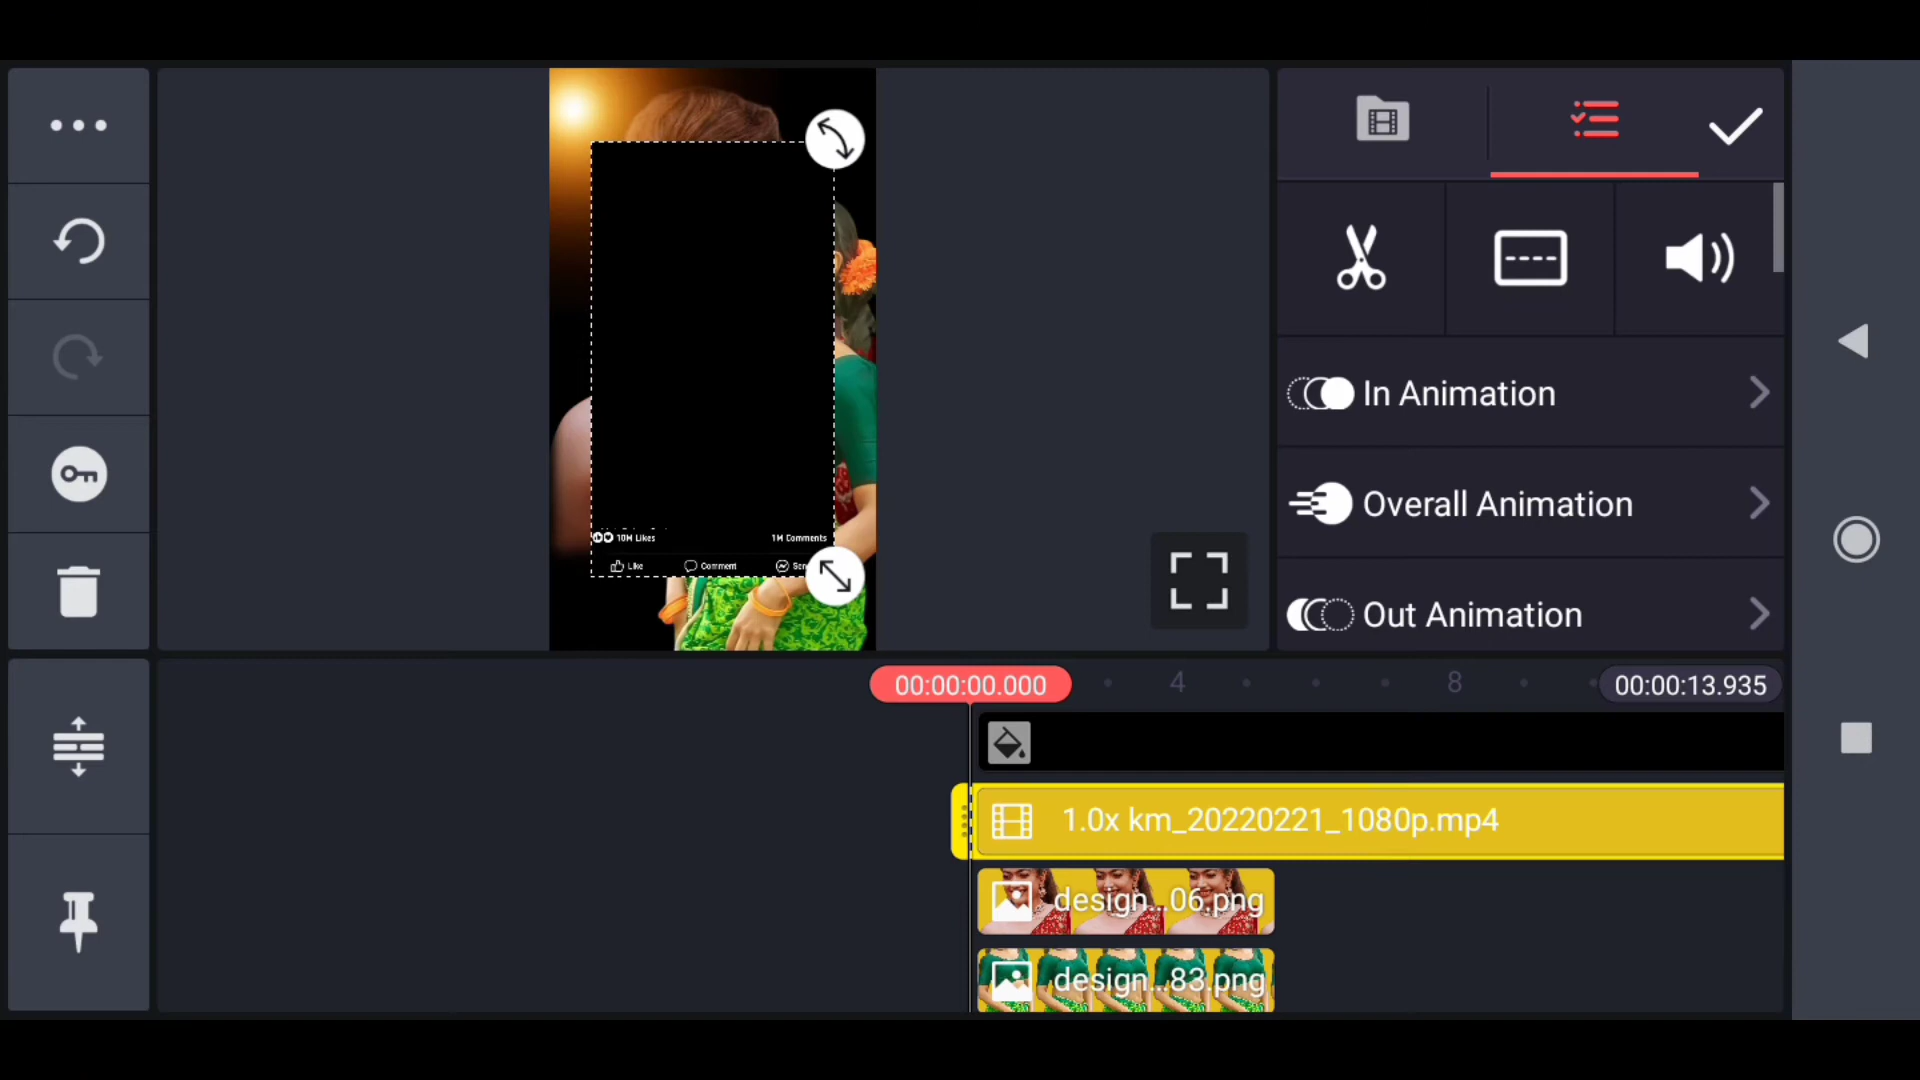 In Animation
Overall Animation
Out Animation
10M Likes
1M Comments
Like
Comment
00:00:00.000
4
8
00:00:13.935
1.0x km_20220221_1080p.mp4
design...06.png
design...83.png